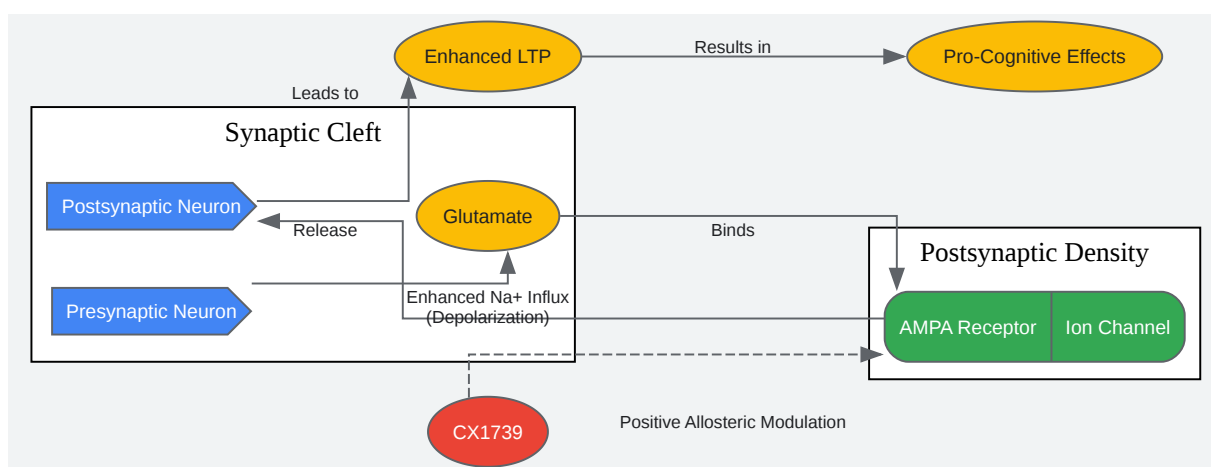 Enhanced LTP
Results in
Pro-Cognitive Effects
Leads to
Synaptic Cleft
Postsynaptic Neuron
Glutamate
Release
Binds
Postsynaptic Density
Presynaptic Neuron
Enhanced Na+ Influx
(Depolarization)
AMPA Receptor
Ion Channel
CX1739
Positive Allosteric Modulation